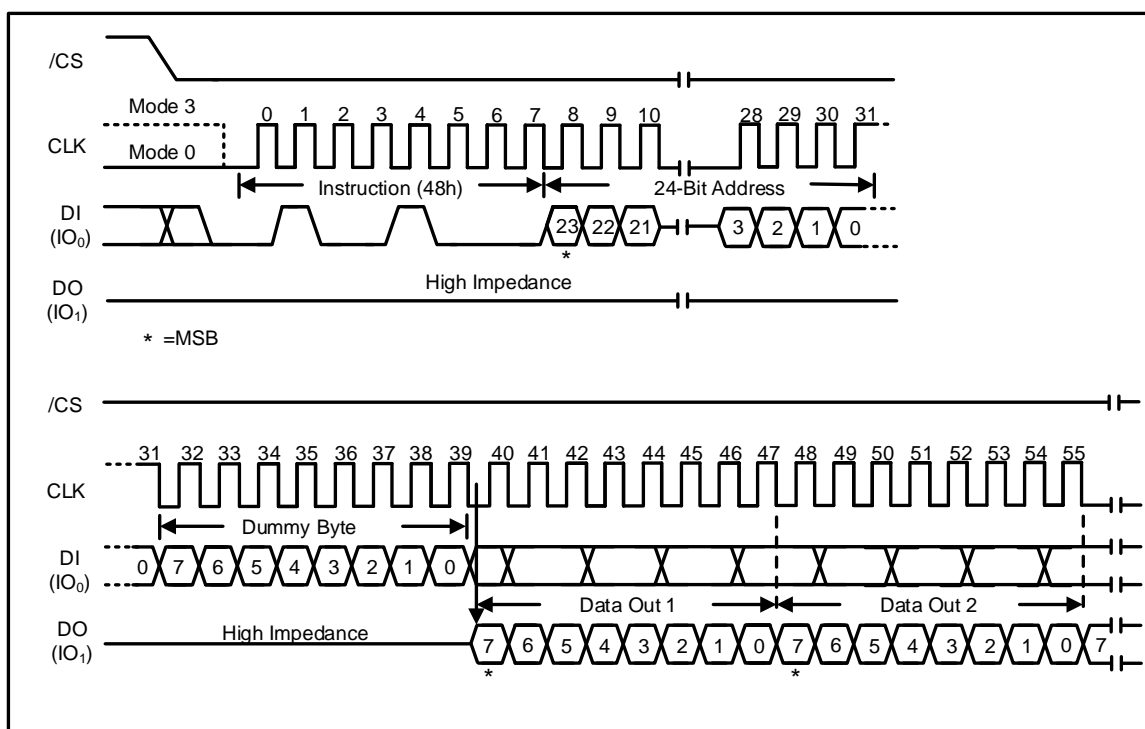 /CS
Mode 3
0 1 2 3 4 5 6 7 8 9 10 28 29 30 31
CLK
Mode 0
Instruction (48h) 24-Bit Address
DI
(IO₀)
23 22 21 3 2 1 0
*
DO
(IO₁)
High Impedance
* =MSB
/CS
31 32 33 34 35 36 37 38 39 40 41 42 43 44 45 46 47 48 49 50 51 52 53 54 55
CLK
Dummy Byte
DI
(IO₀)
0 7 6 5 4 3 2 1 0
Data Out 1 Data Out 2
DO
(IO₁)
High Impedance
7 6 5 4 3 2 1 0 7 6 5 4 3 2 1 0 7
* *